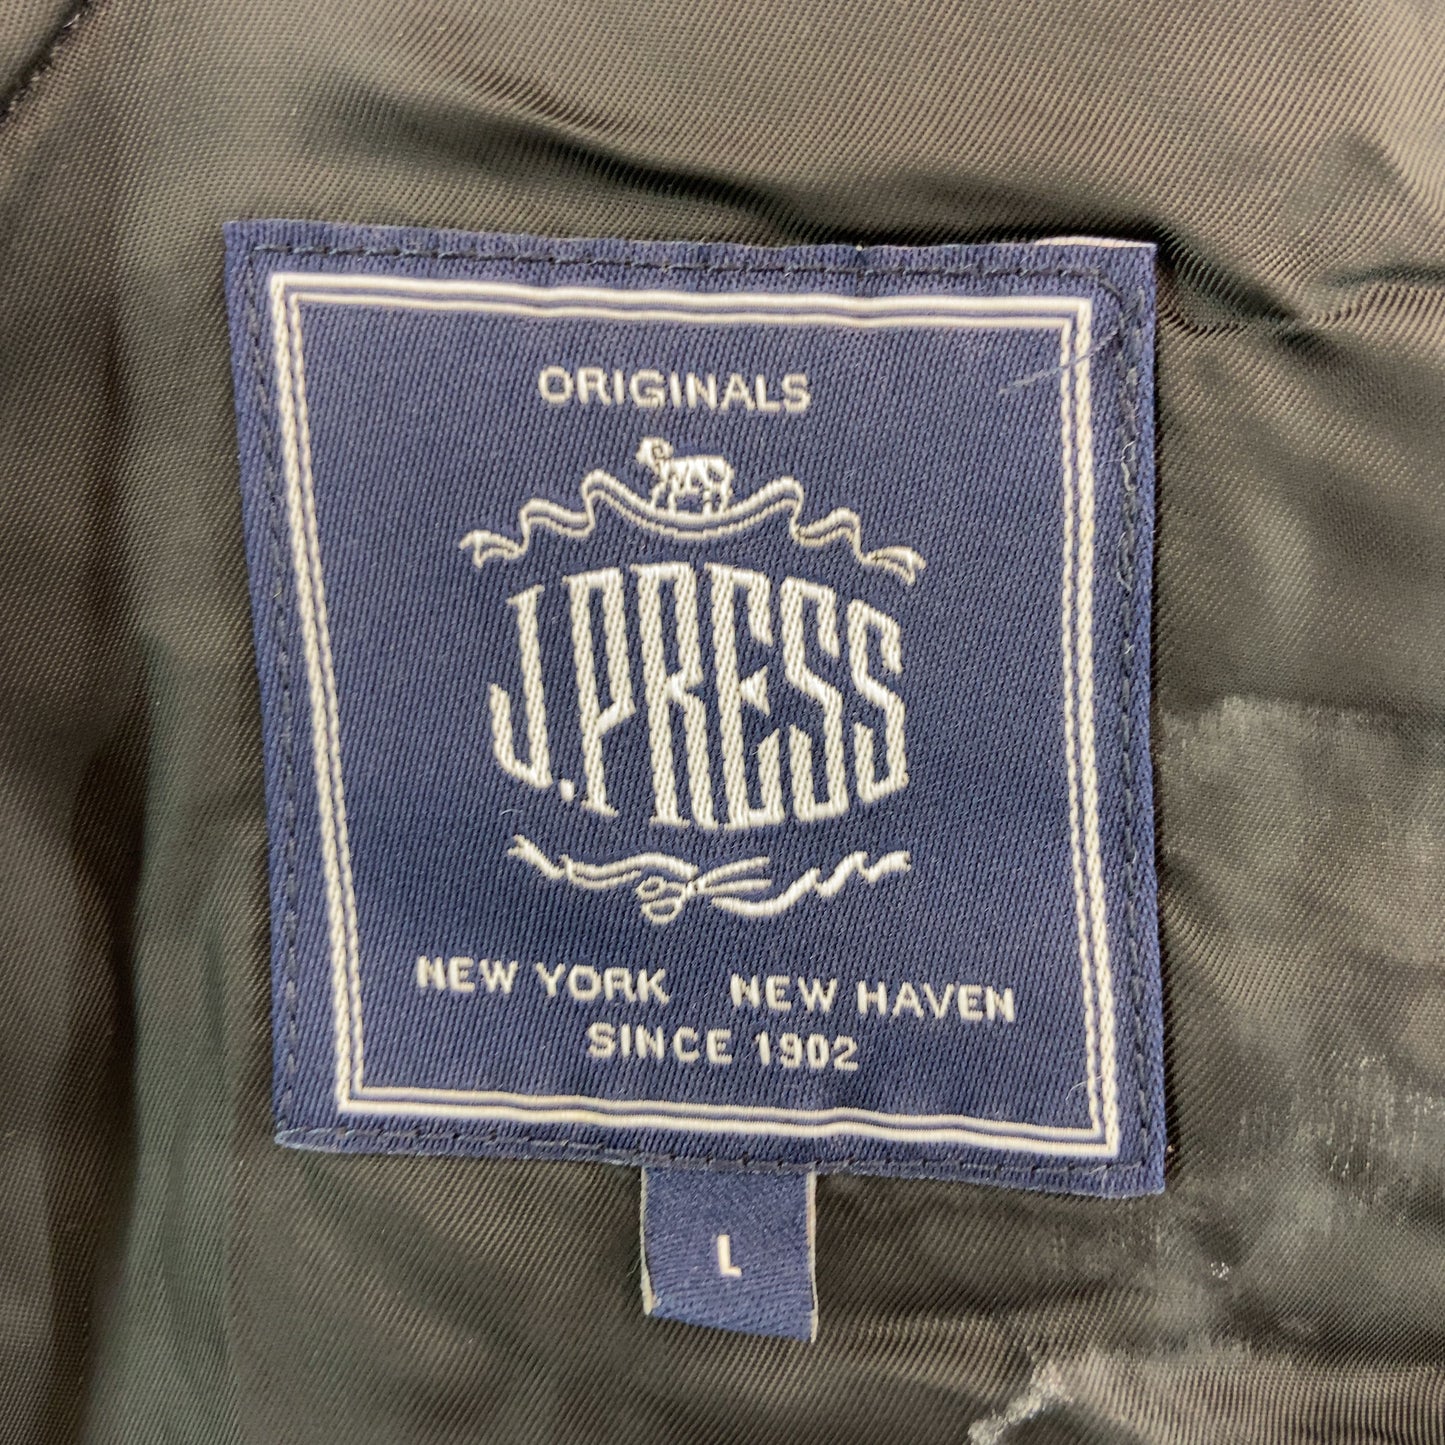 ORIGINALS
J.PRESS
NEW YORK NEW HAVEN
SINCE 1902
L